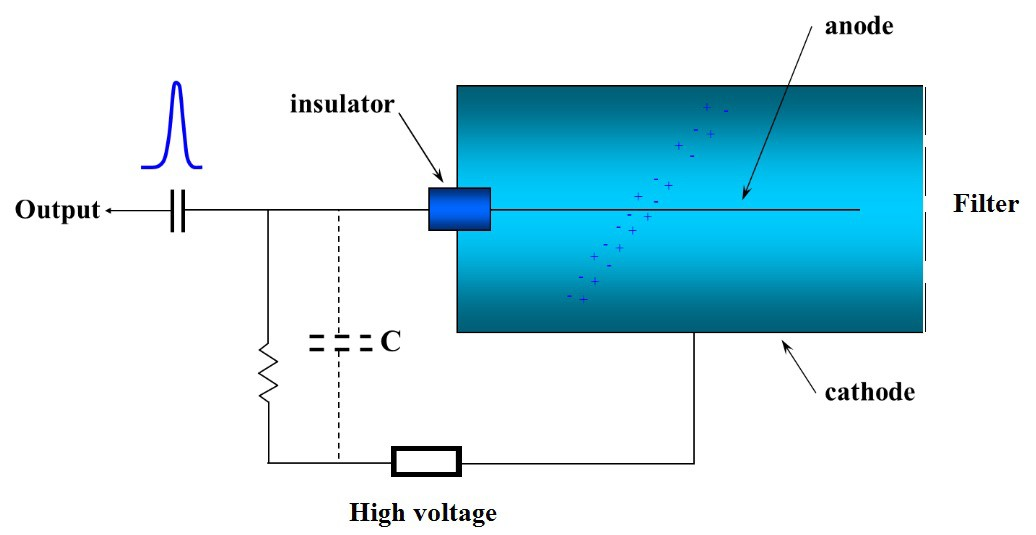 anode
insulator
Output
Filter
C
cathode
High voltage